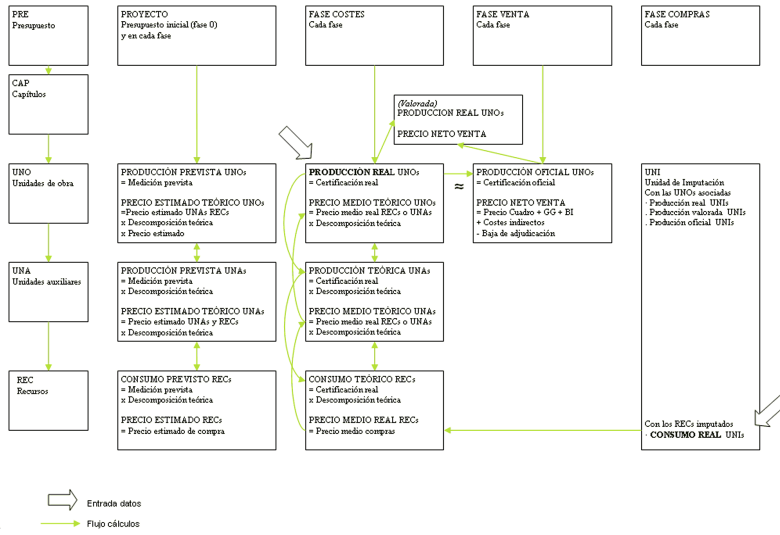 PRE
Presupuesto
PROYECTO
Presupuesto inicial (fase 0)
y en cada fase
FASE COSTES
Cada fase
FASE VENTA
Cada fase
FASE COMPRAS
Cada fase
CAP
Capítulos
(Valorada)
PRODUCCION REAL UNOs
PRECIO NETO VENTA
UNO
Unidades de obra
PRODUCCIÓN PREVISTA UNOs
= Medición prevista
PRECIO ESTIMADO TEÓRICO UNOs
=Precio estimado UNAs RECs
x Descomposición teórica
x Precio estimado
PRODUCCIÓN REAL UNOs
= Certificación real
PRECIO MEDIO TEÓRICO UNOs
= Precio medio real RECs o UNAs
x Descomposición teórica
≈
PRODUCCIÓN OFICIAL UNOs
= Certificación oficial
PRECIO NETO VENTA
= Precio Cuadro + GG + BI
+ Costes indirectos
- Baja de adjudicación
UNI
Unidad de Imputación
Con las UNOs asociadas
· Producción real UNIs
. Producción valorada UNIs
. Produción oficial UNIs
UNA
Unidades auxiliares
PRODUCCIÓN PREVISTA UNAs
= Medición prevista
x Descomposición teórica
PRECIO ESTIMADO TEÓRICO UNAs
= Precio estimado UNAs y RECs
x Descomposición teórica
PRODUCCIÓN TEÓRICA UNAs
= Certificación real
x Descomposición teórica
PRECIO MEDIO TEÓRICO UNAs
= Precio medio real RECs o UNAs
x Descomposición teórica
REC
Recursos
CONSUMO PREVISTO RECs
= Medición prevista
x Descomposición teórica
PRECIO ESTIMADO RECs
= Precio estimado de compra
CONSUMO TEÓRICO RECs
= Certificación real
x Descomposición teórica
PRECIO MEDIO REAL RECs
= Precio medio compras
Con los RECs imputados
· CONSUMO REAL UNIs
Entrada datos
Flujo cálculos